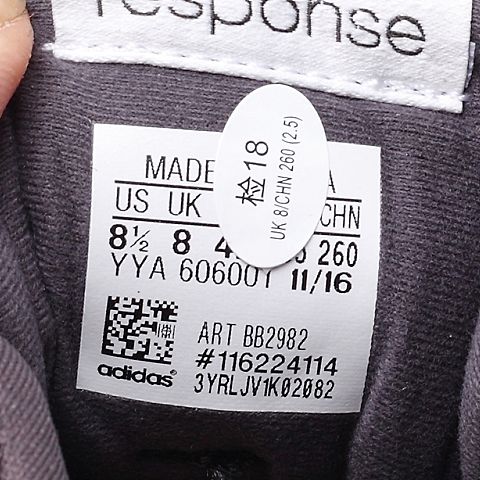 response
检18
UK 8/CHN 260 (2.5)
MADE
US UK CHN
8½ 8 260
YYA 606001 11/16
ART BB2982
#116224114
adidas
3YRLJV1K02082